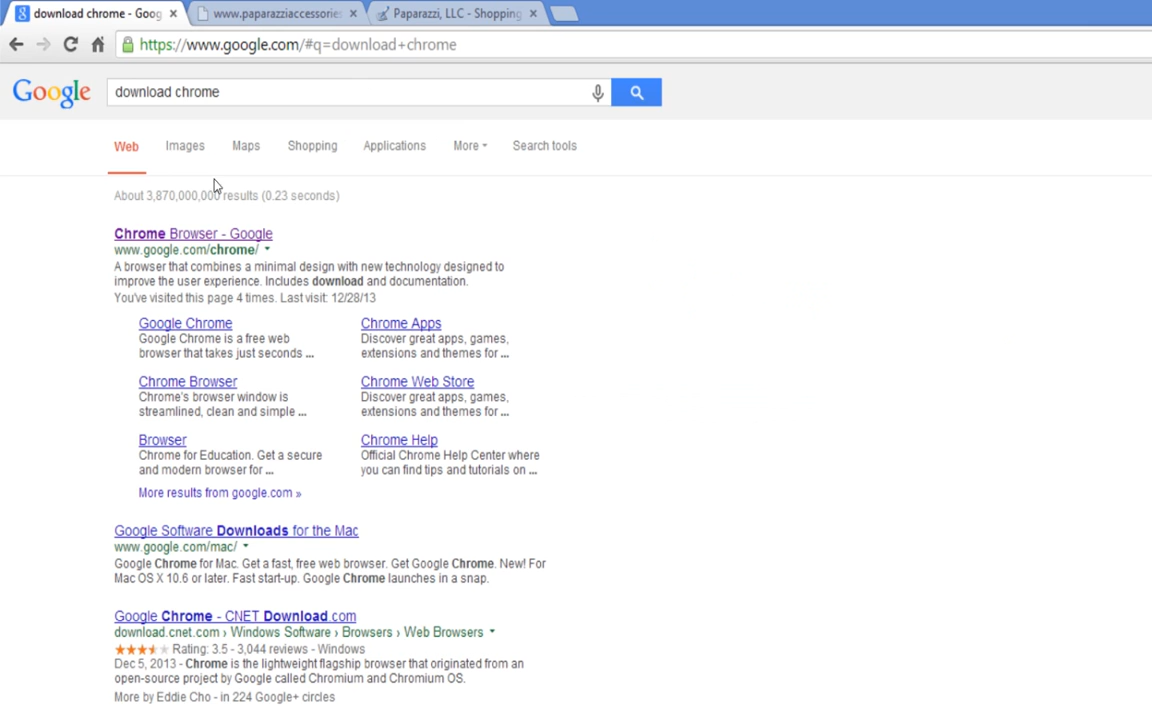 download chrome - Goog
www.paparazziaccessories
Paparazzi, LLC - Shopping
https://www.google.com/#q=download+chrome
Google
download chrome
Web Images Maps Shopping Applications More Search tools
About 3,870,000,000 results (0.23 seconds)
Chrome Browser - Google
www.google.com/chrome/
A browser that combines a minimal design with new technology designed to
improve the user experience. Includes download and documentation.
You've visited this page 4 times. Last visit: 12/28/13
Google Chrome
Google Chrome is a free web
browser that takes just seconds ...
Chrome Apps
Discover great apps, games,
extensions and themes for ...
Chrome Browser
Chrome's browser window is
streamlined, clean and simple ...
Chrome Web Store
Discover great apps, games,
extensions and themes for ...
Browser
Chrome for Education. Get a secure
and modern browser for ...
Chrome Help
Official Chrome Help Center where
you can find tips and tutorials on ...
More results from google.com »
Google Software Downloads for the Mac
www.google.com/mac/
Google Chrome for Mac. Get a fast, free web browser. Get Google Chrome. New! For
Mac OS X 10.6 or later. Fast start-up. Google Chrome launches in a snap.
Google Chrome - CNET Download.com
download.cnet.com › Windows Software › Browsers › Web Browsers
Rating: 3.5 - 3,044 reviews - Windows
Dec 5, 2013 - Chrome is the lightweight flagship browser that originated from an
open-source project by Google called Chromium and Chromium OS.
More by Eddie Cho - in 224 Google+ circles